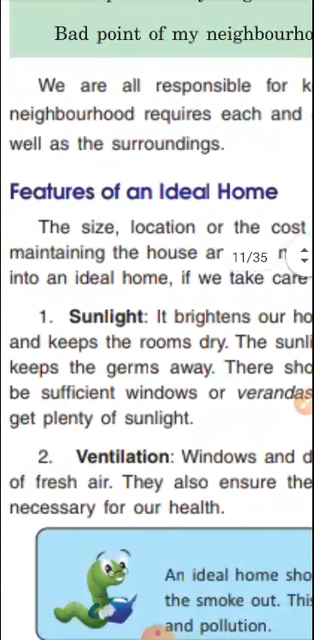 Bad point of my neighbourho
We are all responsible for k
neighbourhood requires each and
well as the surroundings.
Features of an Ideal Home
The size, location or the cost
maintaining the house ar
11/35
into an ideal home, if we take care
1. Sunlight: It brightens our ho
and keeps the rooms dry. The sunli
keeps the germs away. There sho
be sufficient windows or verandas
get plenty of sunlight.
2. Ventilation: Windows and d
of fresh air. They also ensure the
necessary for our health.
An ideal home sho
the smoke out. This
and pollution.